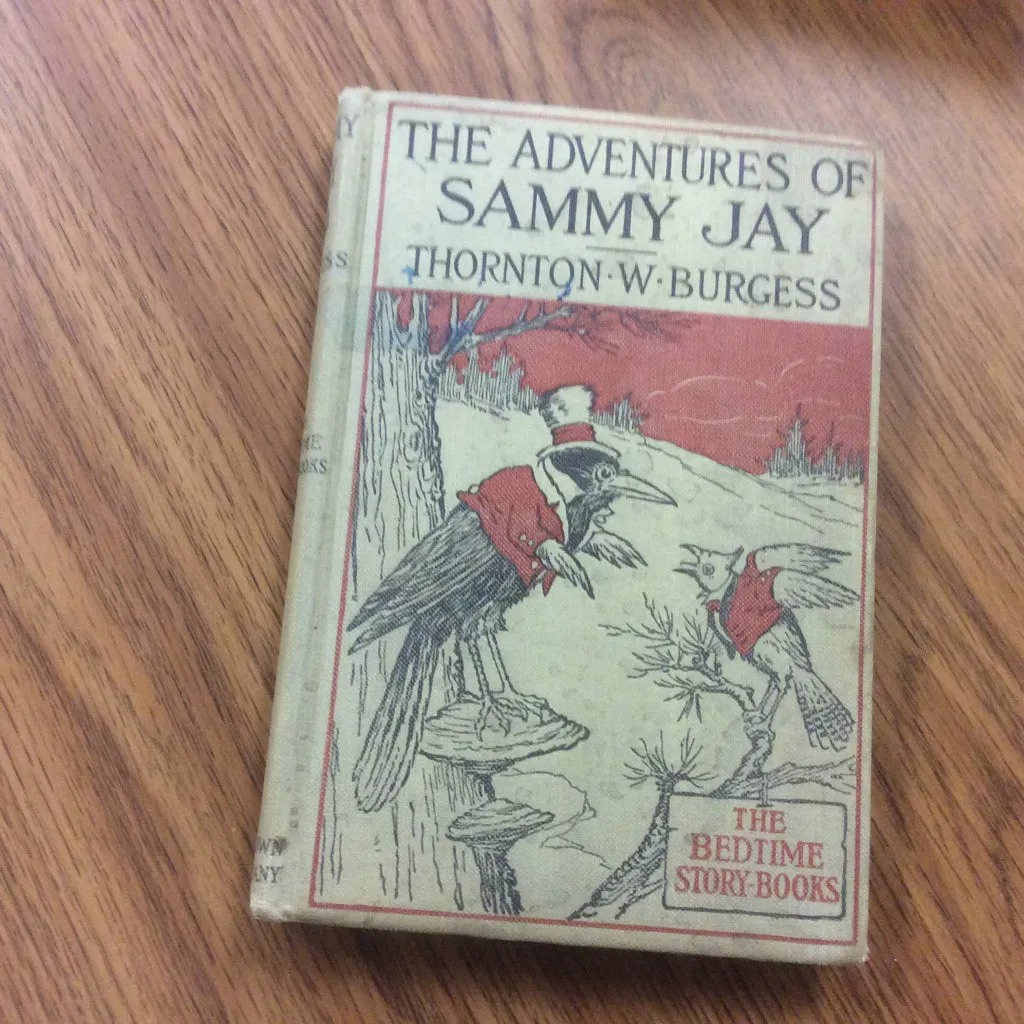 THE ADVENTURES OF
SAMMY JAY
THORNTON · W · BURGESS
THE
BEDTIME
STORY-BOOKS